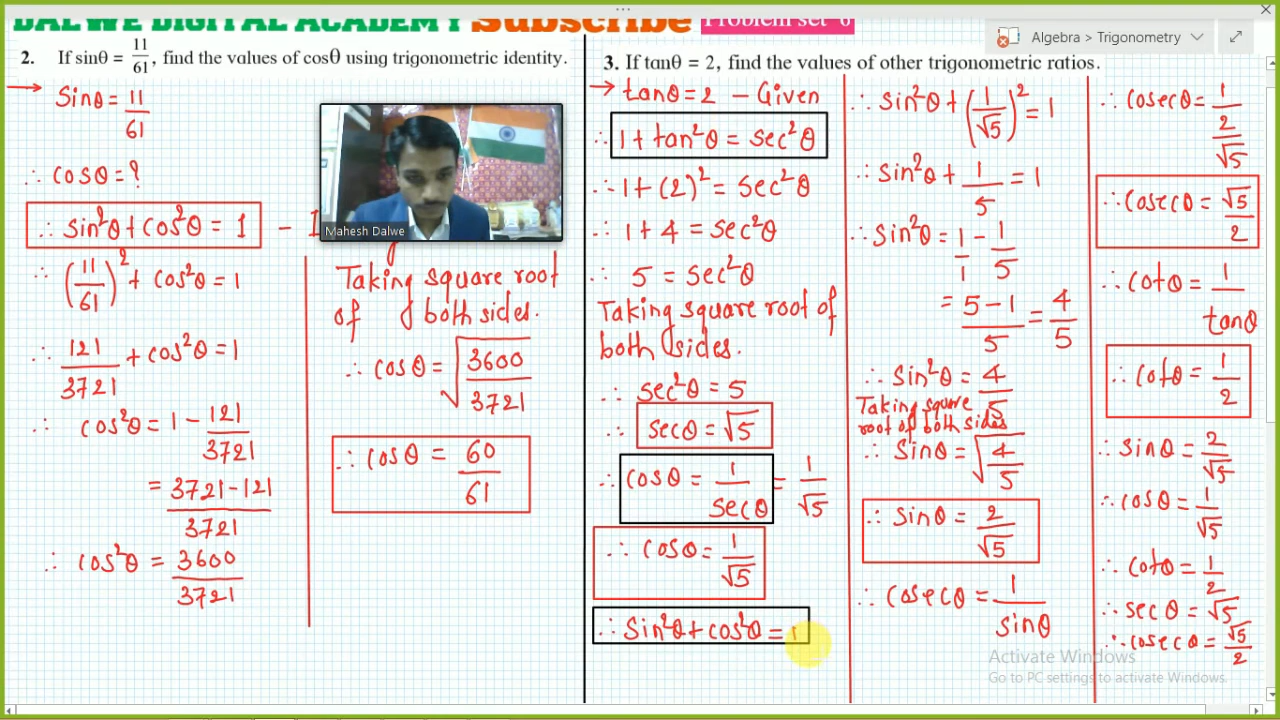 DALWE DIGITAL ACADEMY Subscribe Problem set 6
Algebra > Trigonometry
2. If sinθ = 11/61, find the values of cosθ using trigonometric identity.
Sinθ = 11/61
∴ cosθ = ?
∴ sin²θ + cos²θ = 1 - I
Mahesh Dalwe
∴ (11/61)² + cos²θ = 1
∴ 121/3721 + cos²θ = 1
∴ cos²θ = 1 - 121/3721
= 3721-121/3721
∴ cos²θ = 3600/3721
Taking square root
of both sides.
∴ cosθ = √3600/3721
∴ cosθ = 60/61
3. If tanθ = 2, find the values of other trigonometric ratios.
→ tanθ = 2 - Given
∴ 1 + tan²θ = sec²θ
∴ 1 + (2)² = sec²θ
∴ 1 + 4 = sec²θ
∴ 5 = sec²θ
Taking square root of
both sides.
∴ sec²θ = 5
∴ secθ = √5
∴ cosθ = 1/secθ = 1/√5
∴ cosθ = 1/√5
∴ Sin²θ + cos²θ = 1
∴ sin²θ + (1/√5)² = 1
∴ sin²θ + 1/5 = 1
∴ sin²θ = 1/1 - 1/5
= 5-1/5 = 4/5
∴ sin²θ = 4/5
Taking square
root of both sides
∴ sinθ = √4/5
∴ sinθ = 2/√5
∴ cosecθ = 1/sinθ
∴ cosecθ = 1/2/√5
∴ cosecθ = √5/2
∴ cotθ = 1/tanθ
∴ cotθ = 1/2
∴ sinθ = 2/√5
∴ cosθ = 1/√5
∴ cotθ = 1/2
∴ secθ = √5
∴ cosecθ = √5/2
Activate Windows
Go to PC settings to activate Windows.